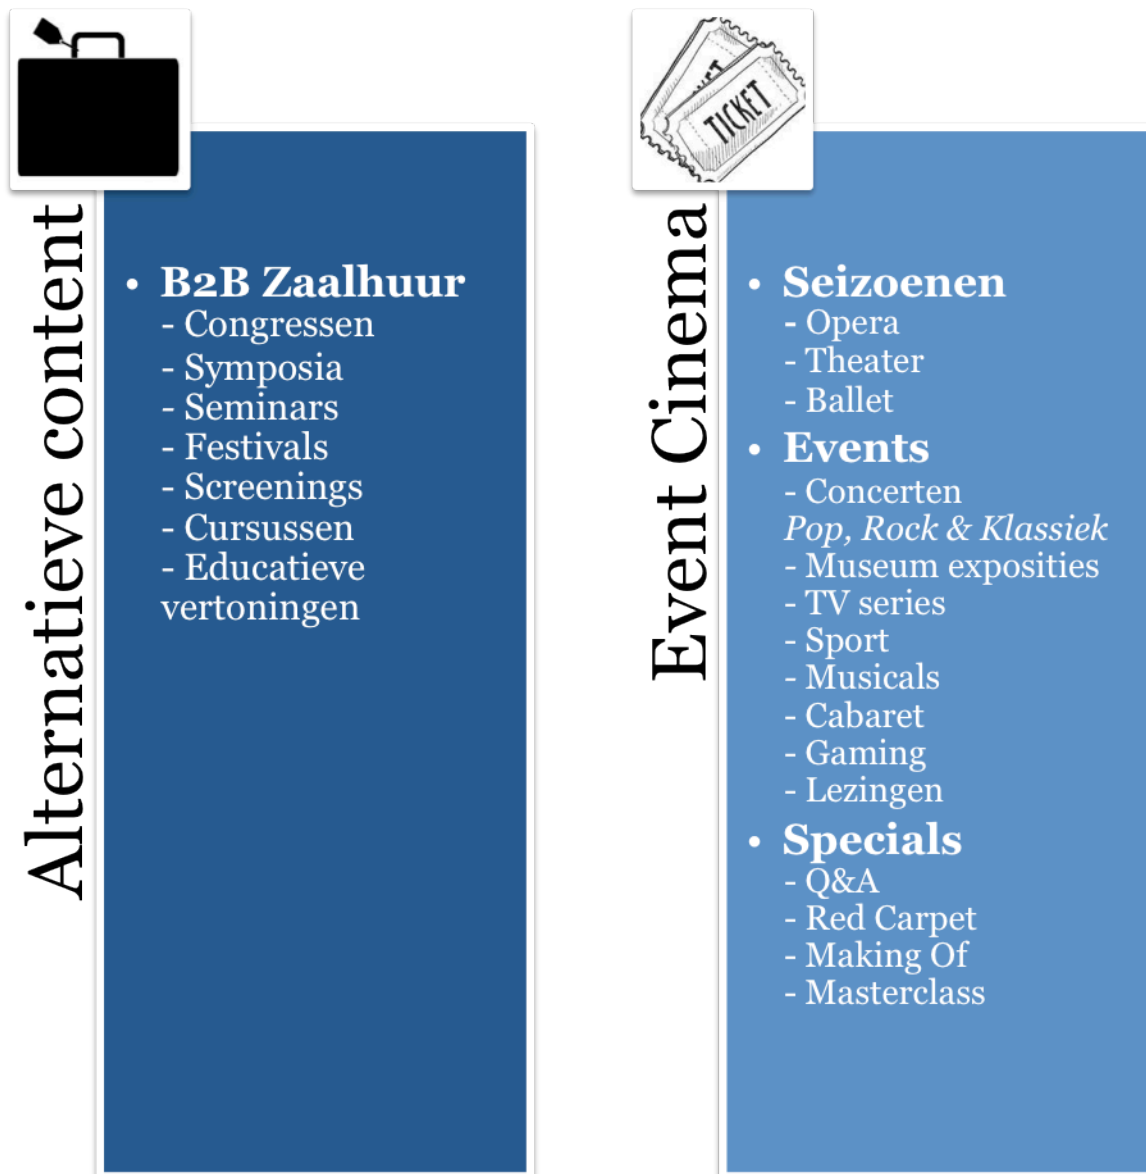 Alternatieve content
• B2B Zaalhuur
- Congressen
- Symposia
- Seminars
- Festivals
- Screenings
- Cursussen
- Educatieve
vertoningen
TICKET
KET
Event Cinema
• Seizoenen
- Opera
- Theater
- Ballet
• Events
- Concerten
Pop, Rock & Klassiek
- Museum exposities
- TV series
- Sport
- Musicals
- Cabaret
- Gaming
- Lezingen
• Specials
- Q&A
- Red Carpet
- Making Of
- Masterclass